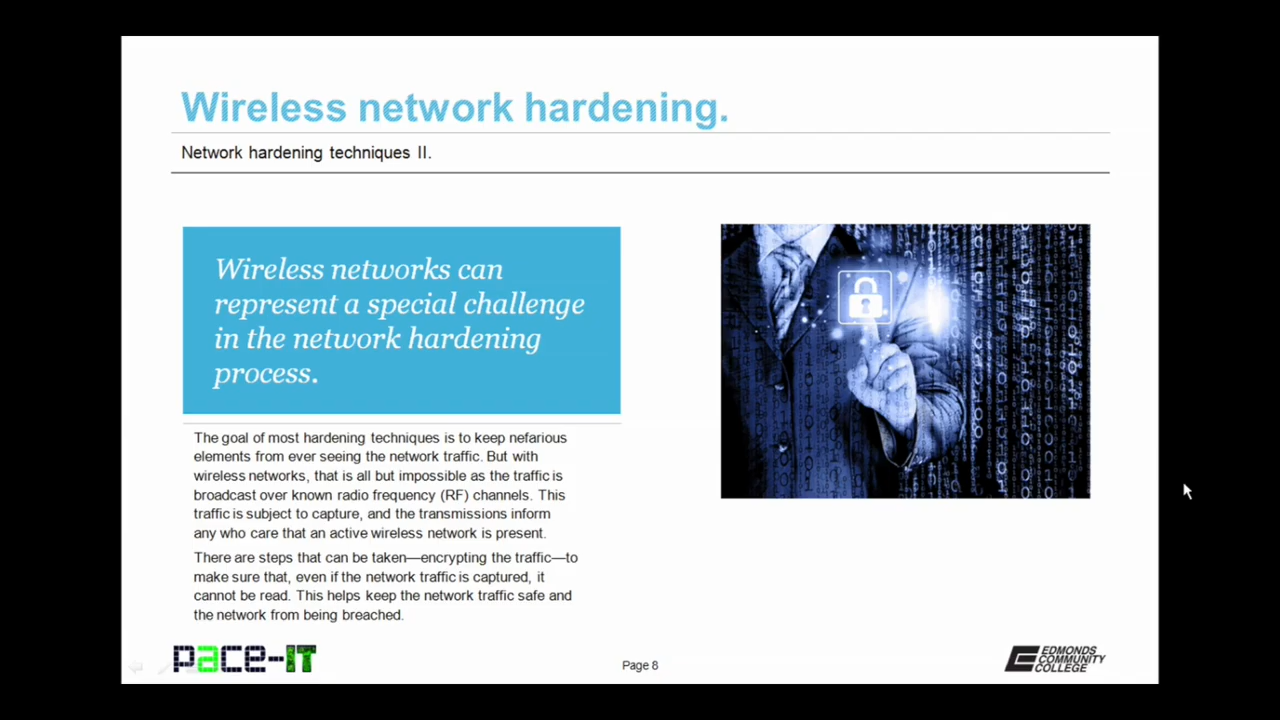 Wireless network hardening.
Network hardening techniques II.
Wireless networks can
represent a special challenge
in the network hardening
process.
The goal of most hardening techniques is to keep nefarious
elements from ever seeing the network traffic. But with
wireless networks, that is all but impossible as the traffic is
broadcast over known radio frequency (RF) channels. This
traffic is subject to capture, and the transmissions inform
any who care that an active wireless network is present.
There are steps that can be taken—encrypting the traffic—to
make sure that, even if the network traffic is captured, it
cannot be read. This helps keep the network traffic safe and
the network from being breached.
pace-IT
Page 8
EDMONDS
COMMUNITY
COLLEGE